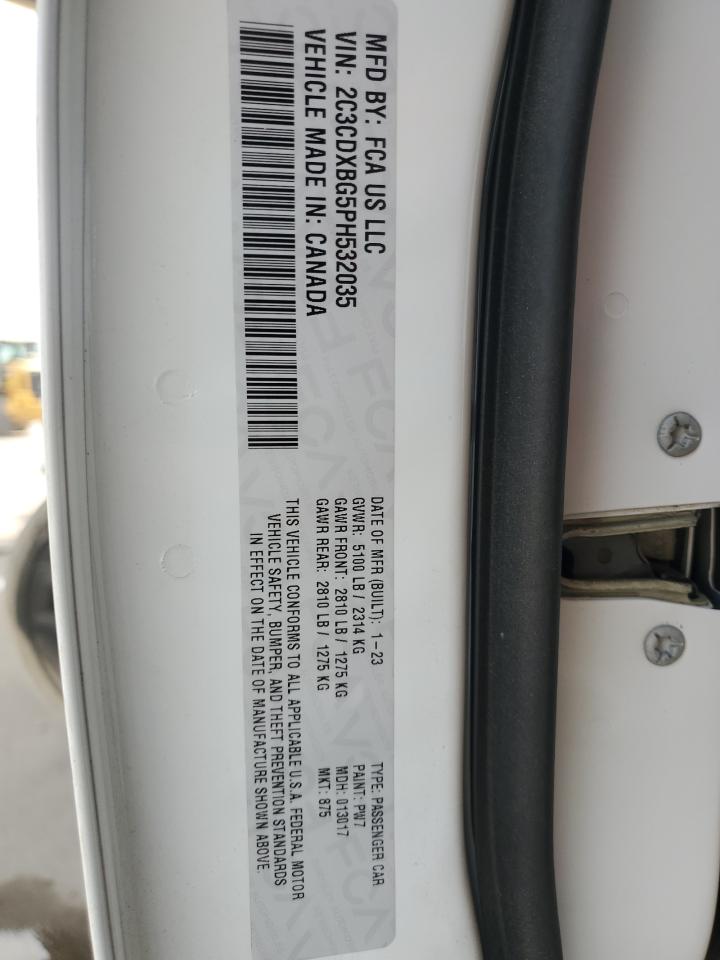 MFD BY: FCA US LLC
VIN: 2C3CDXBG5PH532035
VEHICLE MADE IN: CANADA
DATE OF MFR (BUILT): 1-23 TYPE: PASSENGER CAR
GVWR: 5100 LB / 2314 KG PAINT: PW7
GAWR FRONT: 2810 LB / 1275 KG MDH: 013017
GAWR REAR: 2810 LB / 1275 KG MKT: 875
THIS VEHICLE CONFORMS TO ALL APPLICABLE U.S.A. FEDERAL MOTOR
VEHICLE SAFETY, BUMPER, AND THEFT PREVENTION STANDARDS
IN EFFECT ON THE DATE OF MANUFACTURE SHOWN ABOVE.